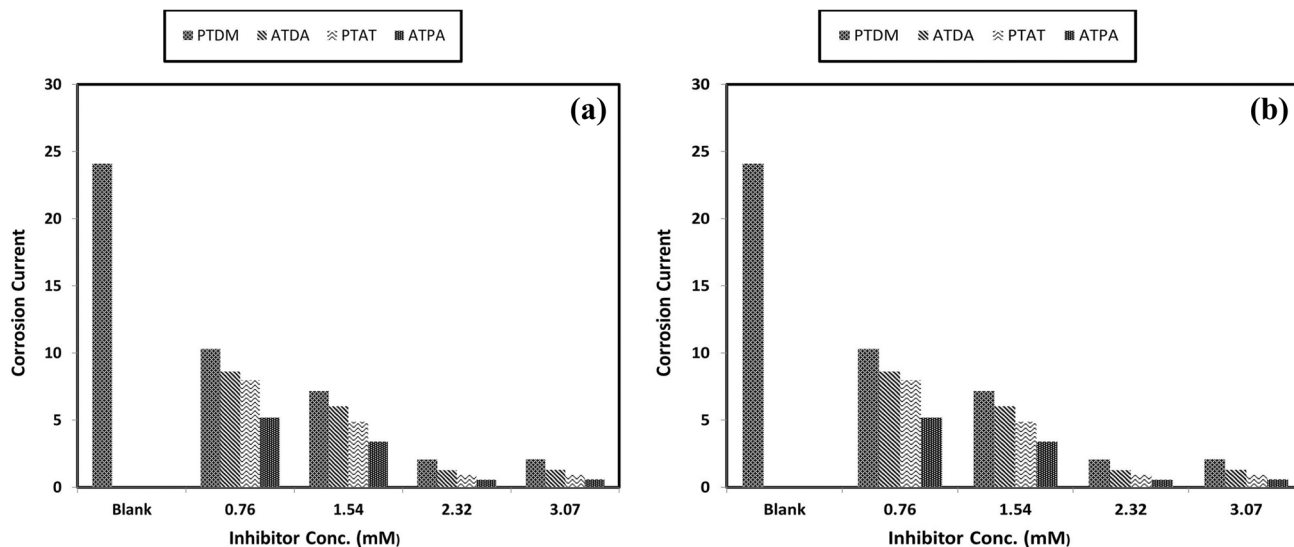 PTDM ATDA PTAT ATPA
(a)
30
25
20
15
10
5
0
Corrosion Current
Blank 0.76 1.54 2.32 3.07
Inhibitor Conc. (mM)
PTDM ATDA PTAT ATPA
(b)
30
25
20
15
10
5
0
Corrosion Current
Blank 0.76 1.54 2.32 3.07
Inhibitor Conc. (mM)